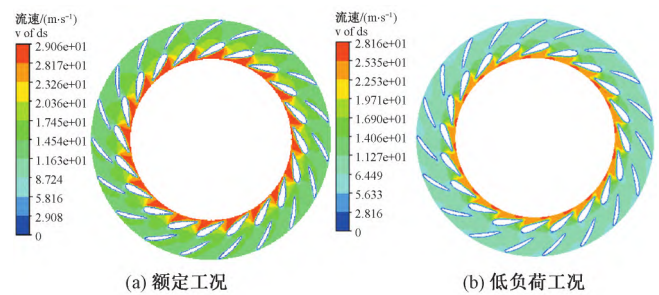 流速/(m·s⁻¹)
v of ds
2.906e+01
2.817e+01
2.326e+01
2.036e+01
1.745e+01
1.454e+01
1.163e+01
8.724
5.816
2.908
0
(a) 额定工况
流速/(m·s⁻¹)
v of ds
2.816e+01
2.535e+01
2.253e+01
1.971e+01
1.690e+01
1.406e+01
1.127e+01
6.449
5.633
2.816
0
(b) 低负荷工况